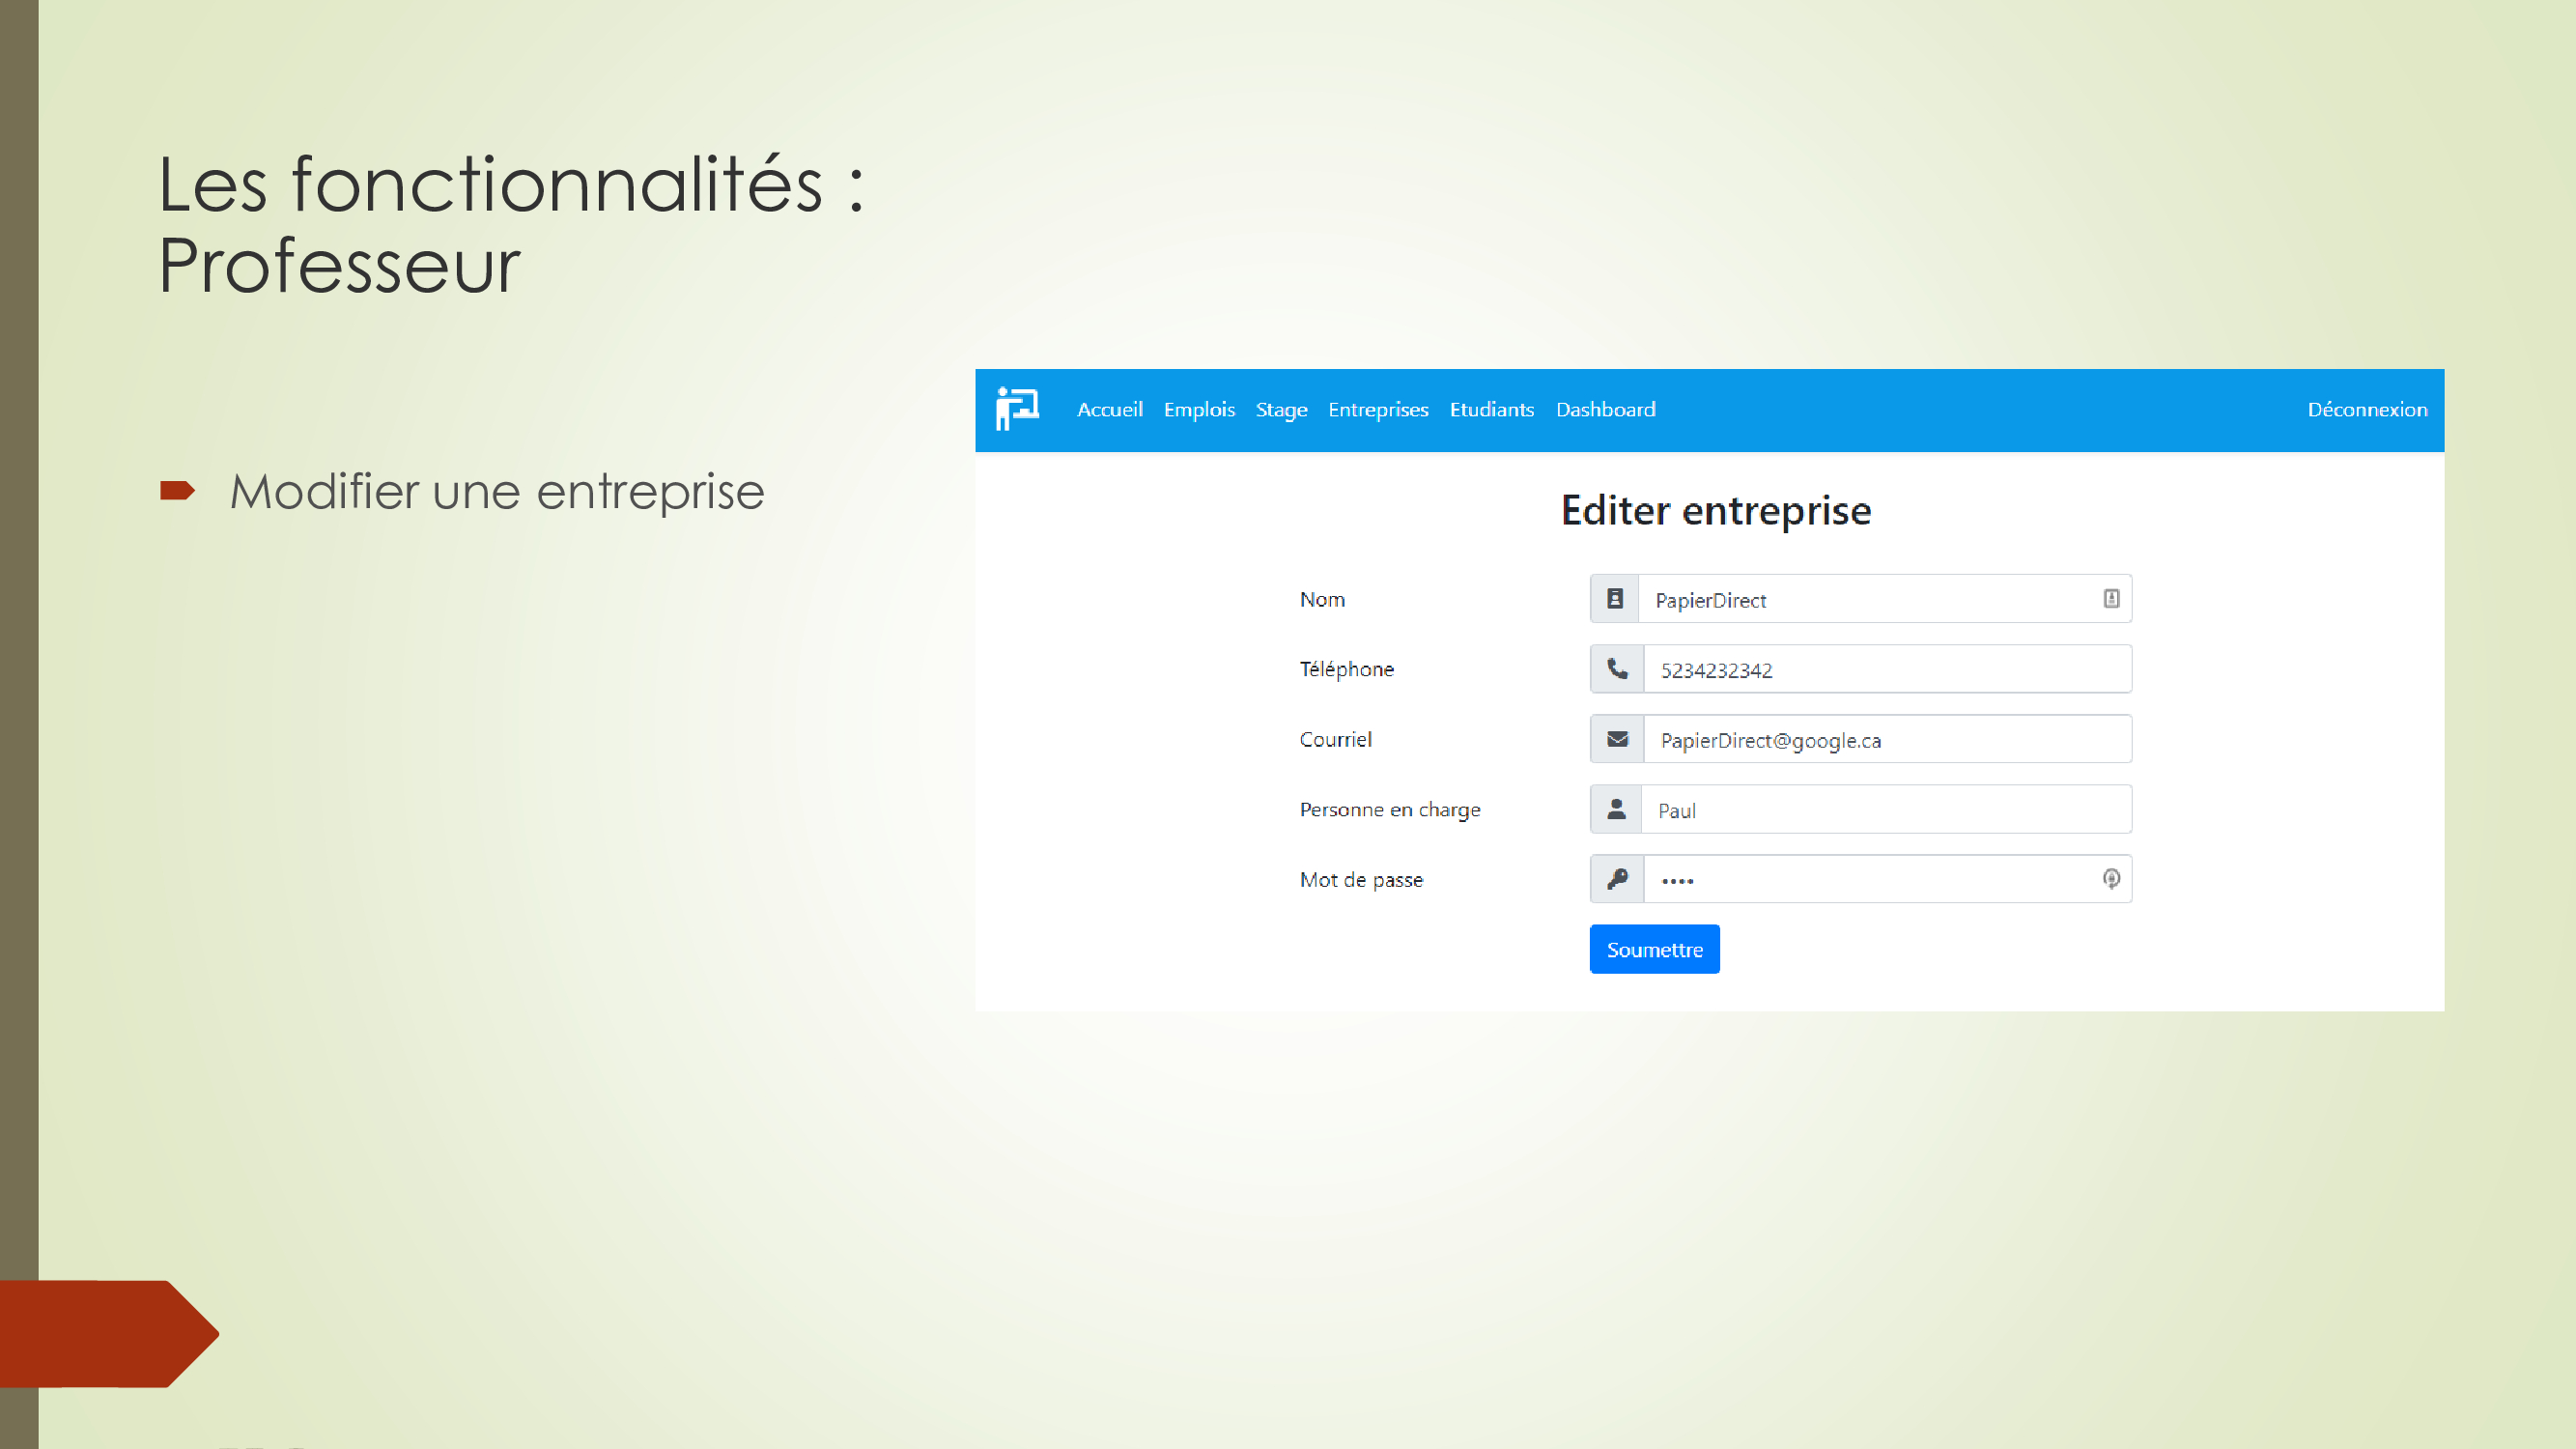 Les fonctionnalités :
Professeur
Modifier une entreprise
Accueil Emplois Stage Entreprises Etudiants Dashboard Déconnexion
Editer entreprise
Nom PapierDirect
Téléphone 5234232342
Courriel PapierDirect@google.ca
Personne en charge Paul
Mot de passe ••••
Soumettre